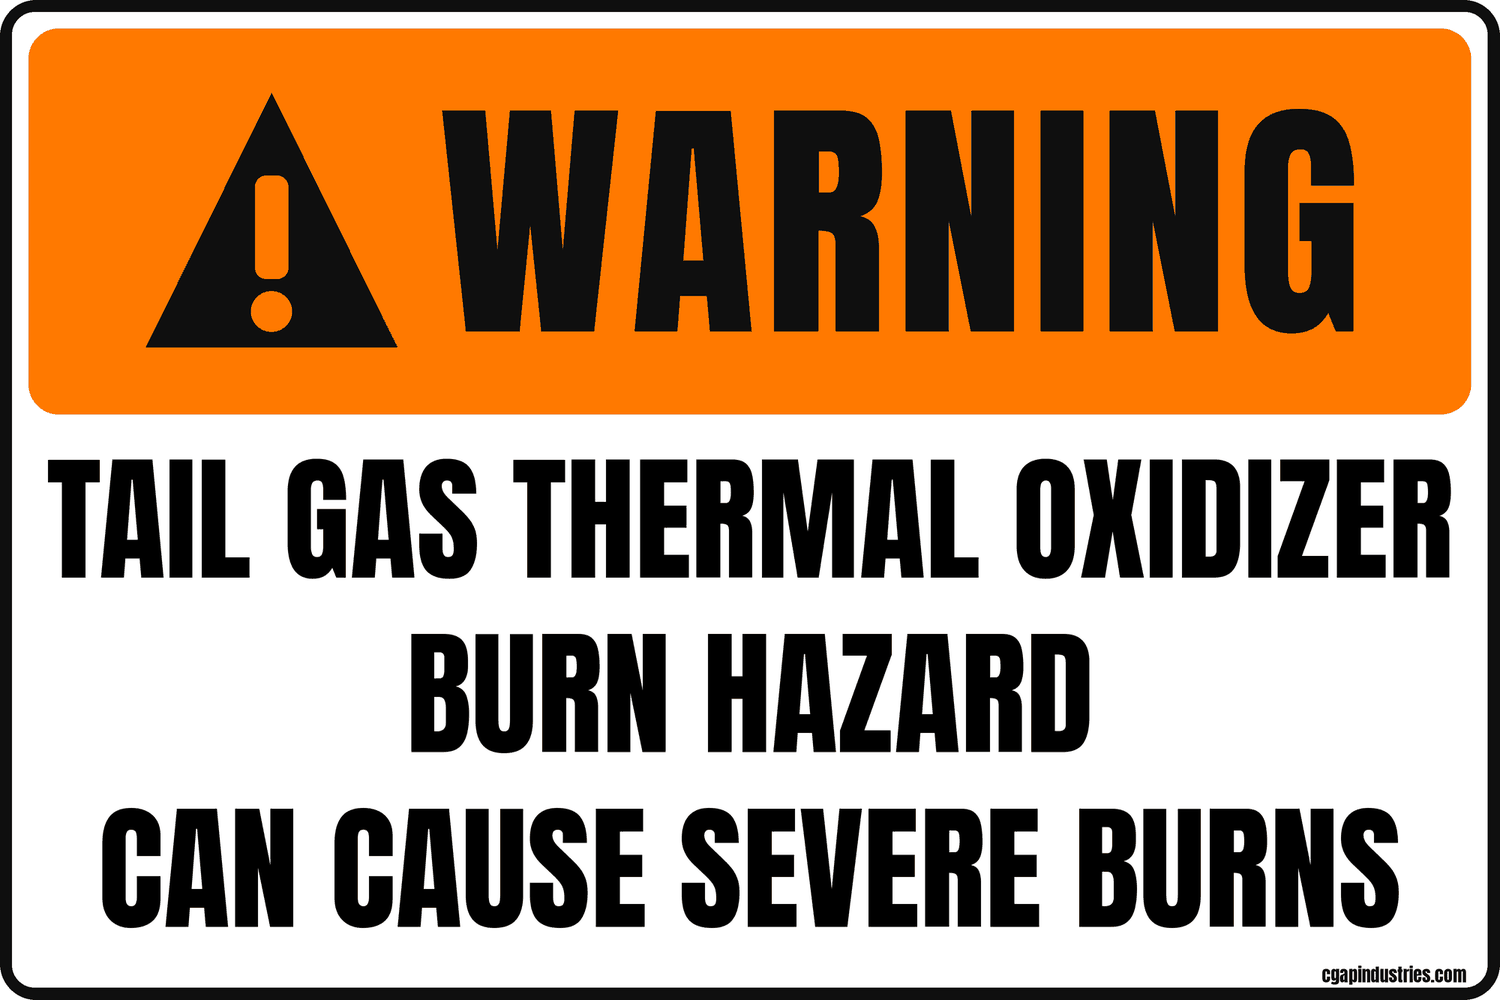 WARNING
TAIL GAS THERMAL OXIDIZER
BURN HAZARD
CAN CAUSE SEVERE BURNS
cgapindustries.com